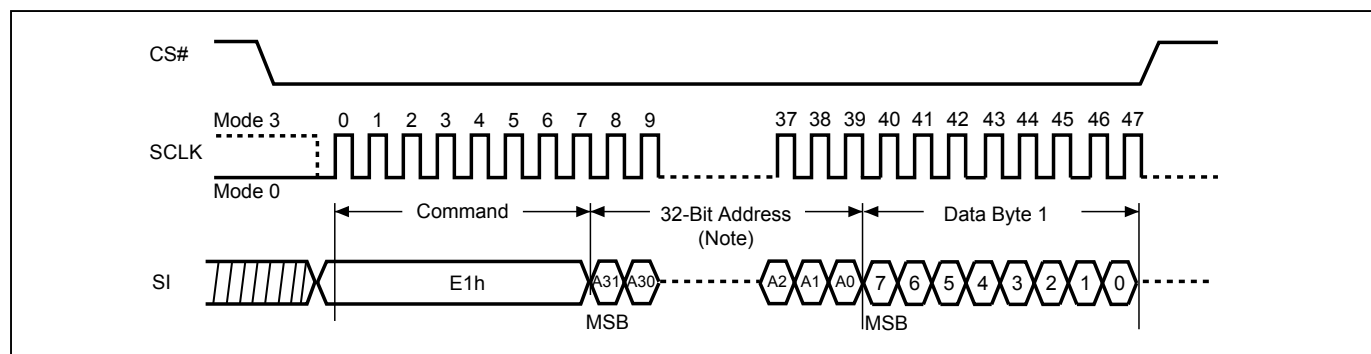 CS#
Mode 3 0 1 2 3 4 5 6 7 8 9 37 38 39 40 41 42 43 44 45 46 47
SCLK
Mode 0
Command 32-Bit Address Data Byte 1
(Note)
SI E1h A31 A30 A2 A1 A0 7 6 5 4 3 2 1 0
MSB MSB